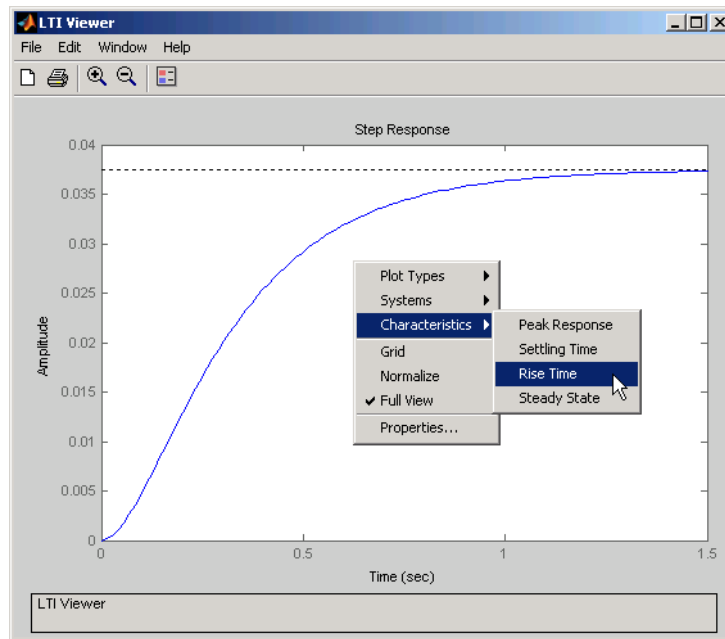 LTI Viewer
File Edit Window Help
Step Response
0.04
0.035
0.03
0.025
0.02
0.015
0.01
0.005
0
Amplitude
Plot Types
Systems
Characteristics
Grid
Normalize
Full View
Properties...
Peak Response
Settling Time
Rise Time
Steady State
0 0.5 1 1.5
Time (sec)
LTI Viewer